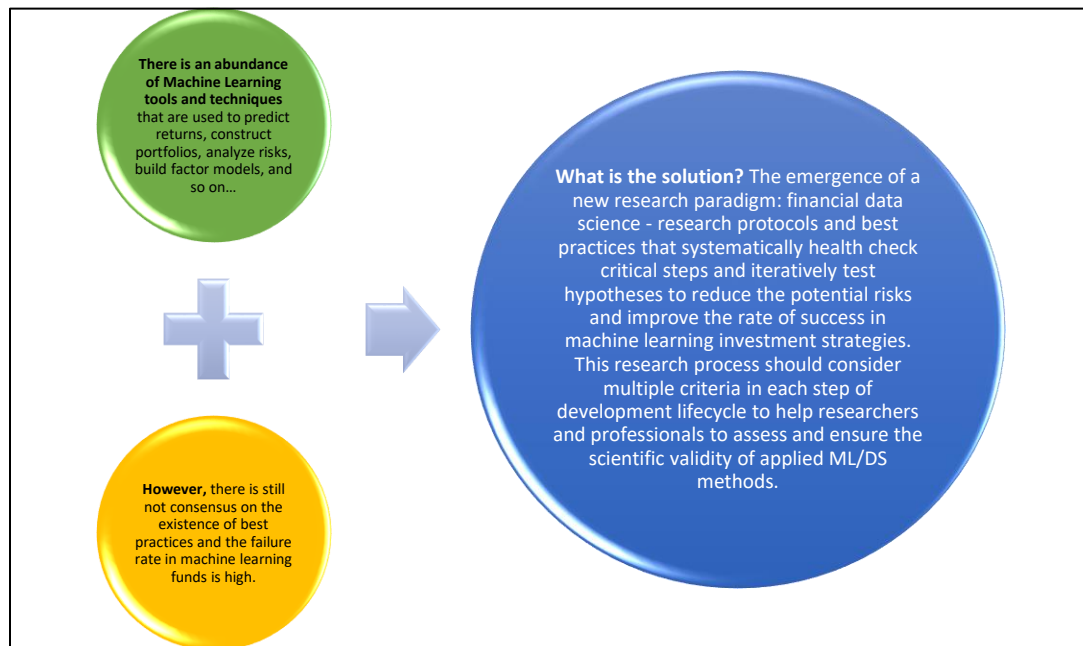 There is an abundance
of Machine Learning
tools and techniques
that are used to predict
returns, construct
portfolios, analyze risks,
build factor models, and
so on…
However, there is still
not consensus on the
existence of best
practices and the failure
rate in machine learning
funds is high.
What is the solution? The emergence of a
new research paradigm: financial data
science - research protocols and best
practices that systematically health check
critical steps and iteratively test
hypotheses to reduce the potential risks
and improve the rate of success in
machine learning investment strategies.
This research process should consider
multiple criteria in each step of
development lifecycle to help researchers
and professionals to assess and ensure the
scientific validity of applied ML/DS
methods.